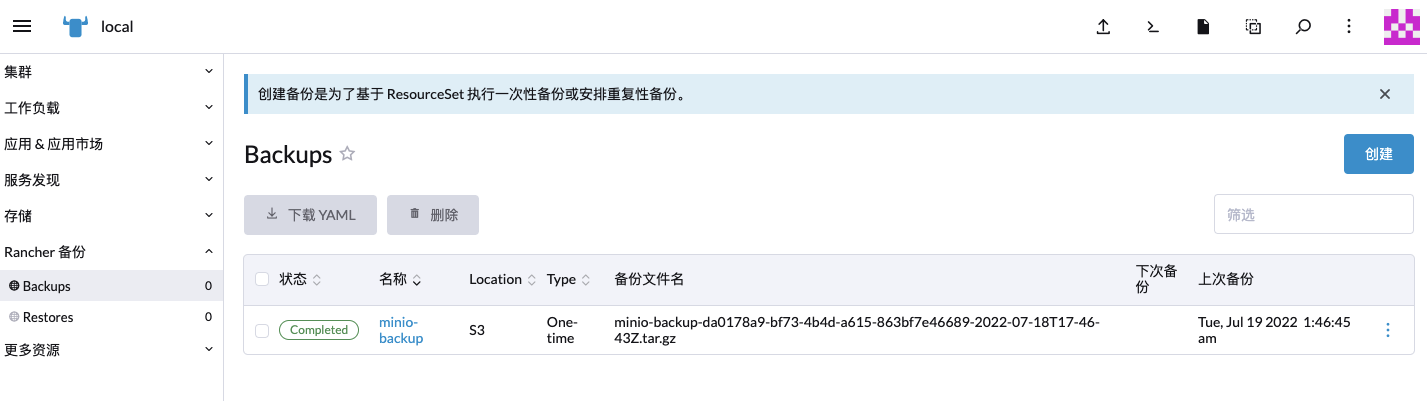 local
集群
工作负载
应用 & 应用市场
服务发现
存储
Rancher 备份
Backups 0
Restores 0
更多资源
创建备份是为了基于 ResourceSet 执行一次性备份或安排重复性备份。
Backups
创建
下载 YAML 删除
筛选
状态 名称 Location Type 备份文件名 下次备
份 上次备份
Completed minio- S3 One- minio-backup-da0178a9-bf73-4b4d-a615-863bf7e46689-2022-07-18T17-46- Tue, Jul 19 2022 1:46:45
backup time 43Z.tar.gz am